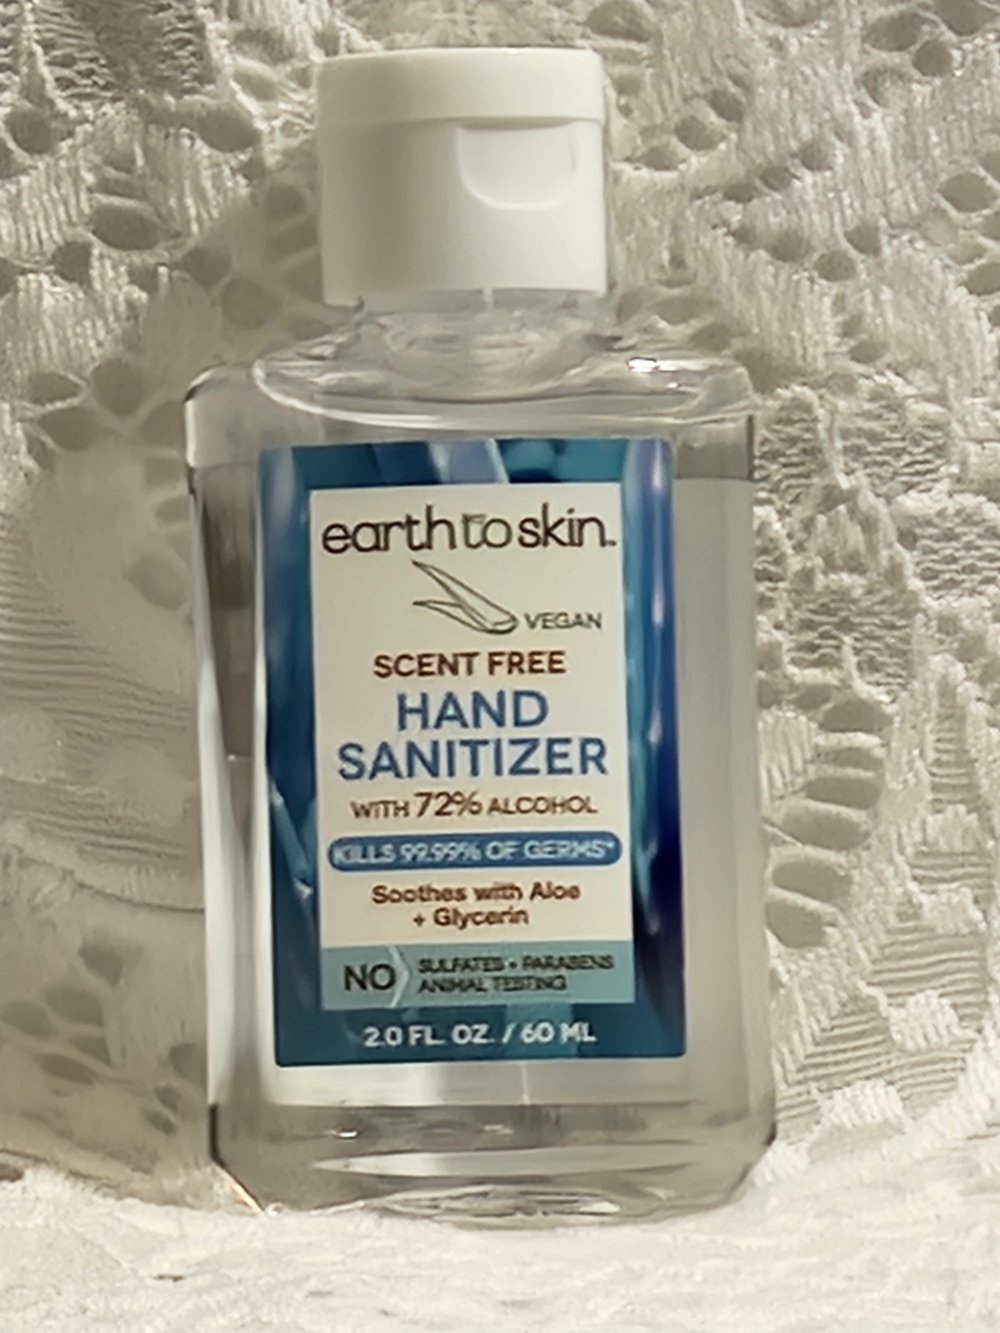 earth to skin.
VEGAN
SCENT FREE
HAND
SANITIZER
WITH 72% ALCOHOL
KILLS 99.99% OF GERMS*
Soothes with Aloe
+ Glycerin
NO
SULFATES • PARABENS
ANIMAL TESTING
2.0 FL. OZ. / 60 ML